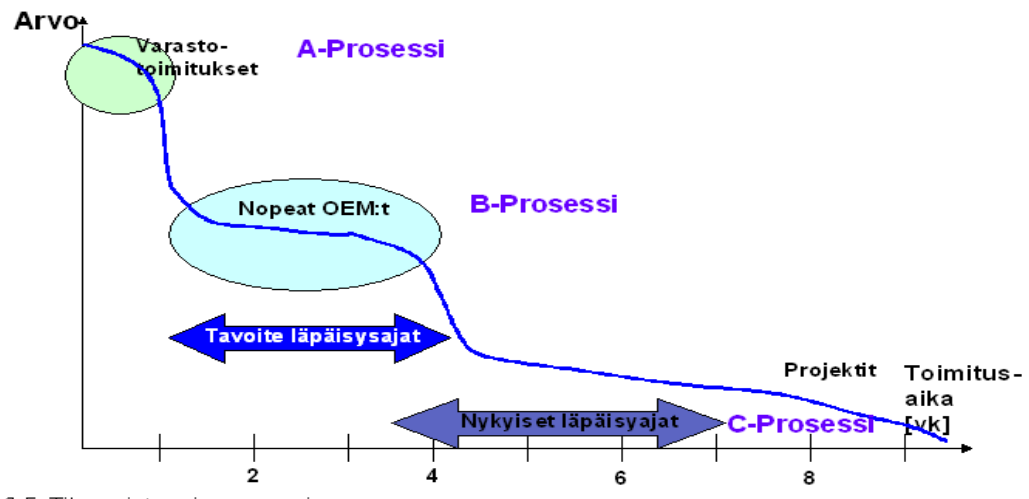 Arvo
Varasto-
toimitukset
A-Prosessi
Nopeat OEM:t
B-Prosessi
Tavoite läpäisysajat
Projektit
Toimitus-
aika
[vk]
Nykyiset läpäisyajat
C-Prosessi
2
4
6
8